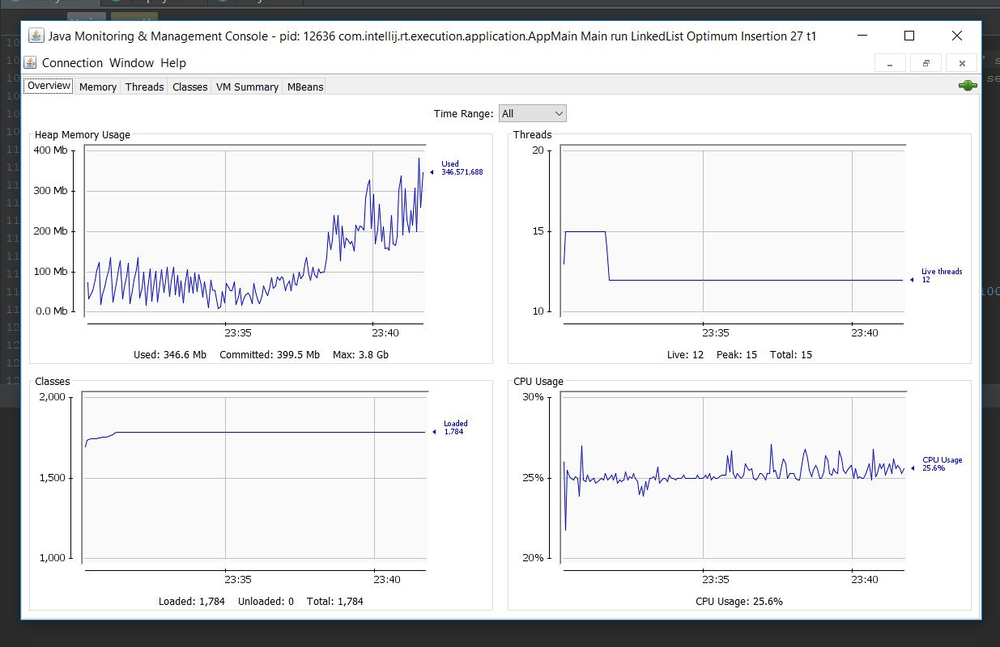 Java Monitoring & Management Console - pid: 12636 com.intellij.rt.execution.application.AppMain Main run LinkedList Optimum Insertion 27 t1
Connection Window Help
Overview Memory Threads Classes VM Summary MBeans
Time Range: All
Heap Memory Usage
400 Mb
300 Mb
200 Mb
100 Mb
0.0 Mb
Used
346,571,688
23:35 23:40
Used: 346.6 Mb Committed: 399.5 Mb Max: 3.8 Gb
Threads
20
15
10
Live threads
12
23:35 23:40
Live: 12 Peak: 15 Total: 15
Classes
2,000
1,500
1,000
Loaded
1,784
23:35 23:40
Loaded: 1,784 Unloaded: 0 Total: 1,784
CPU Usage
30%
25%
20%
CPU Usage
25.6%
23:35 23:40
CPU Usage: 25.6%